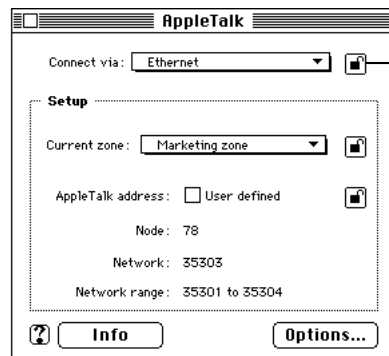 AppleTalk
Connect via: Ethernet
Setup
Current zone: Marketing zone
AppleTalk address: User defined
Node: 78
Network: 35303
Network range: 35301 to 35304
? Info Options...